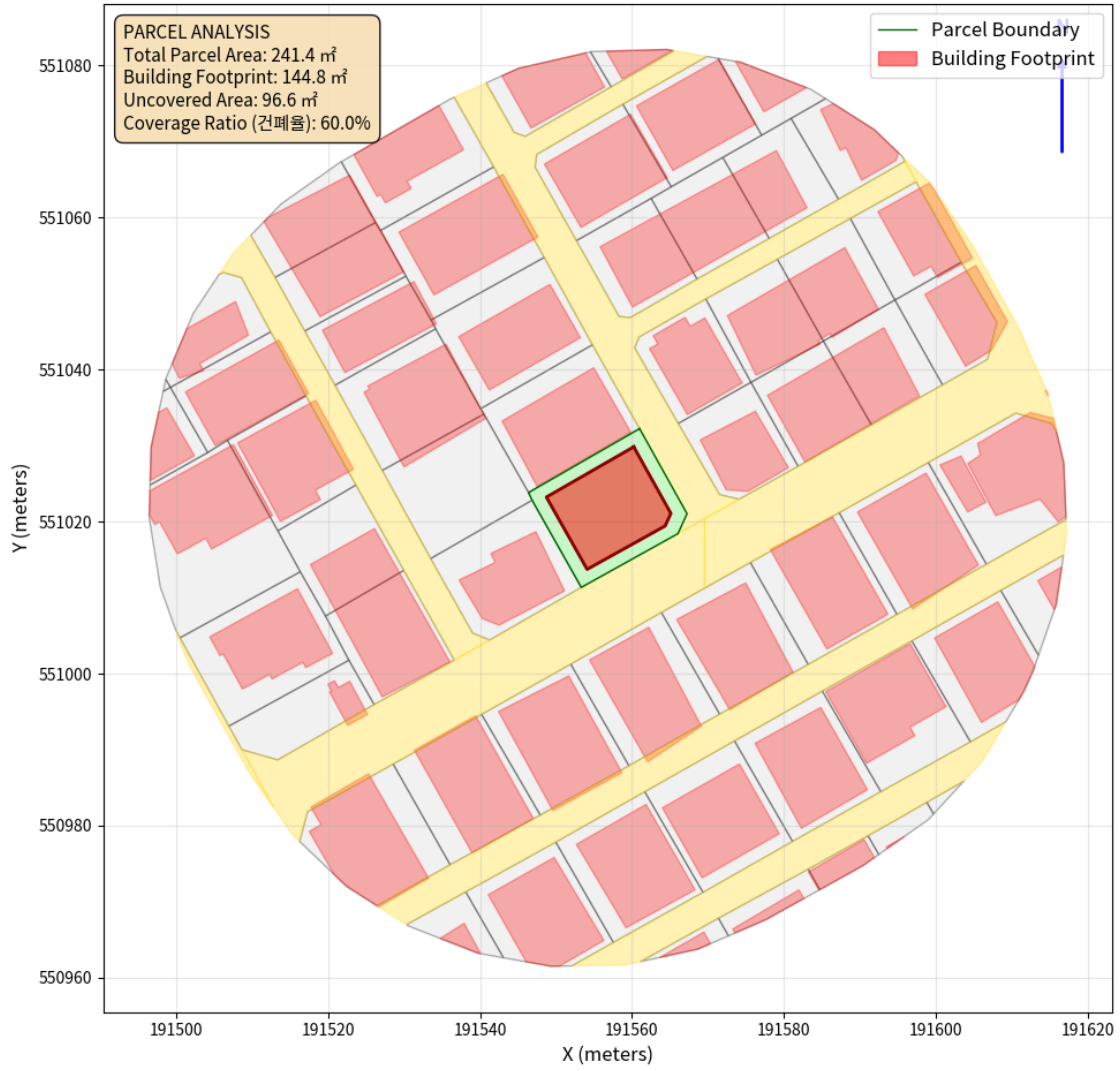 PARCEL ANALYSIS
Total Parcel Area: 241.4 ㎡
Building Footprint: 144.8 ㎡
Uncovered Area: 96.6 ㎡
Coverage Ratio (건폐율): 60.0%
N
Parcel Boundary
Building Footprint
551080
551060
551040
551020
551000
550980
550960
Y (meters)
191500
191520
191540
191560
191580
191600
191620
X (meters)